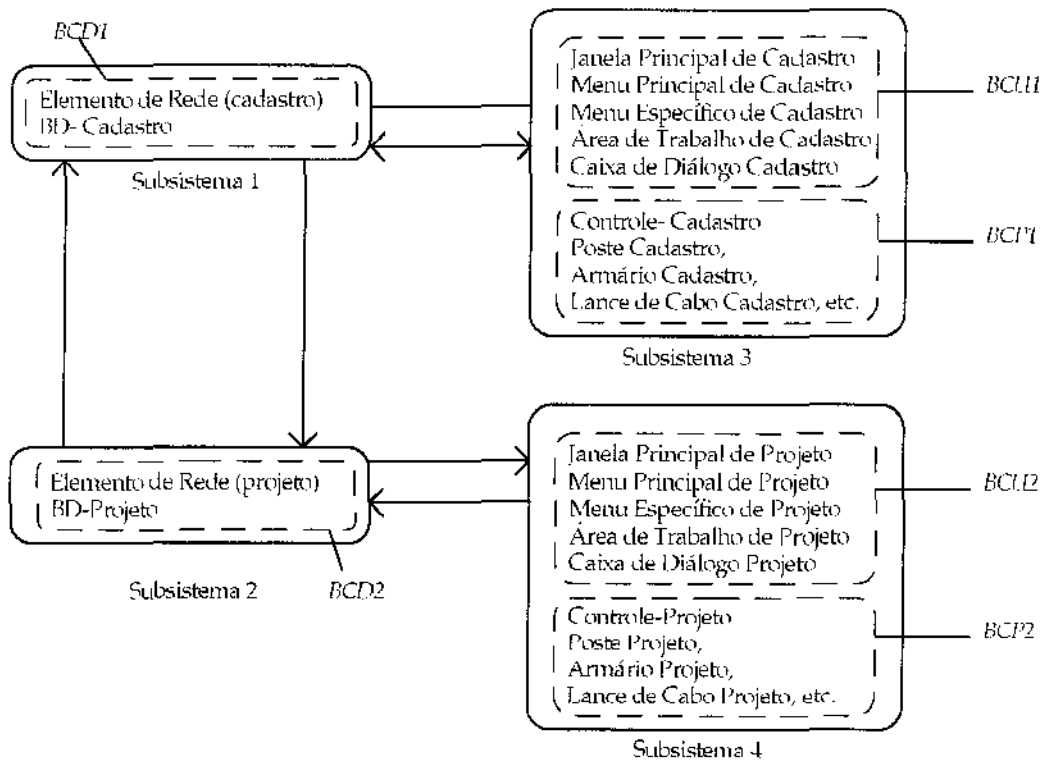 BCD1
Elemento de Rede (cadastro)
BD- Cadastro
Subsistema 1
Janela Principal de Cadastro
Menu Principal de Cadastro
Menu Específico de Cadastro
Área de Trabalho de Cadastro
Caixa de Diálogo Cadastro
BCU1
Controle- Cadastro
Poste Cadastro,
Armário Cadastro,
Lance de Cabo Cadastro, etc.
BCP1
Subsistema 3
Elemento de Rede (projeto)
BD-Projeto
Subsistema 2
BCD2
Janela Principal de Projeto
Menu Principal de Projeto
Menu Específico de Projeto
Área de Trabalho de Projeto
Caixa de Diálogo Projeto
BCU2
Controle-Projeto
Poste Projeto,
Armário Projeto,
Lance de Cabo Projeto, etc.
BCP2
Subsistema 4